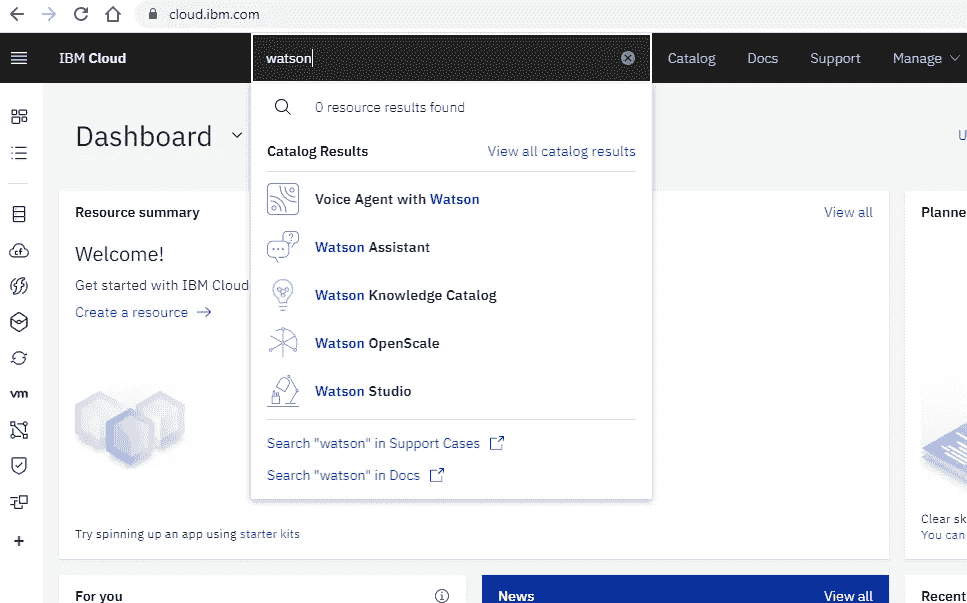 cloud.ibm.com
IBM Cloud
watson
Catalog
Docs
Support
Manage
0 resource results found
Dashboard
Catalog Results
View all catalog results
U
Voice Agent with Watson
Resource summary
View all
Planne
Welcome!
Watson Assistant
Get started with IBM Cloud
Watson Knowledge Catalog
Create a resource
Watson OpenScale
vm
Watson Studio
Search "watson" in Support Cases
Search "watson" in Docs
Try spinning up an app using starter kits
Clear sk
You can
For you
News
View all
Recent